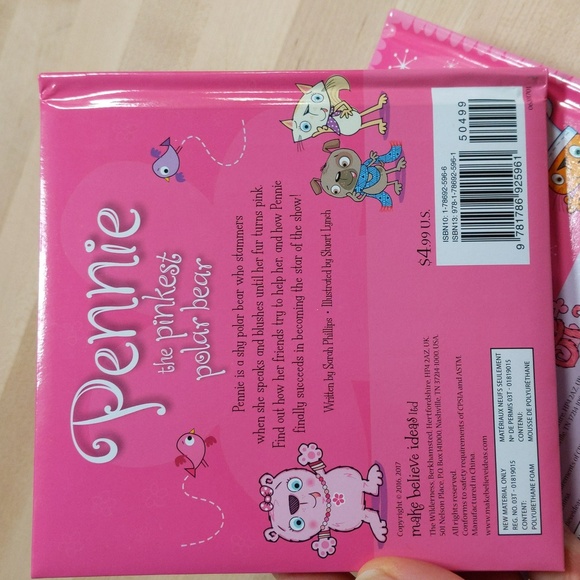 Pennie
the pinkest
polar bear
Pennie is a shy polar bear who stammers
when she speaks and blushes until her fur turns pink.
Find out how her friends try to help her, and how Pennie
finally succeeds in becoming the star of the show!
Written by Sarah Phillips • Illustrated by Stuart Lynch
Copyright © 2016, 2017
make believe ideas ltd
The Wilderness, Berkhamsted, Hertfordshire, HP4 2AZ, UK.
501 Nelson Place, P.O. Box 141000, Nashville, TN 37214-1000, USA
All rights reserved.
Conforms to safety requirements of CPSIA and ASTM
Manufactured in China.
www.makebelieveideas.com
$4.99 U.S.
ISBN10: 1-78692-596-6
ISBN13: 978-1-78692-596-1
50499
9 781786 925961
NEW MATERIAL ONLY
REG. NO. 03T - 01819015
CONTENT:
POLYURETHANE FOAM
MATÉRIAUX NEUFS SEULEMENT
Nº DE PERMIS 03T - 01819015
CONTENU:
MOUSSE DE POLYURÉTHANE